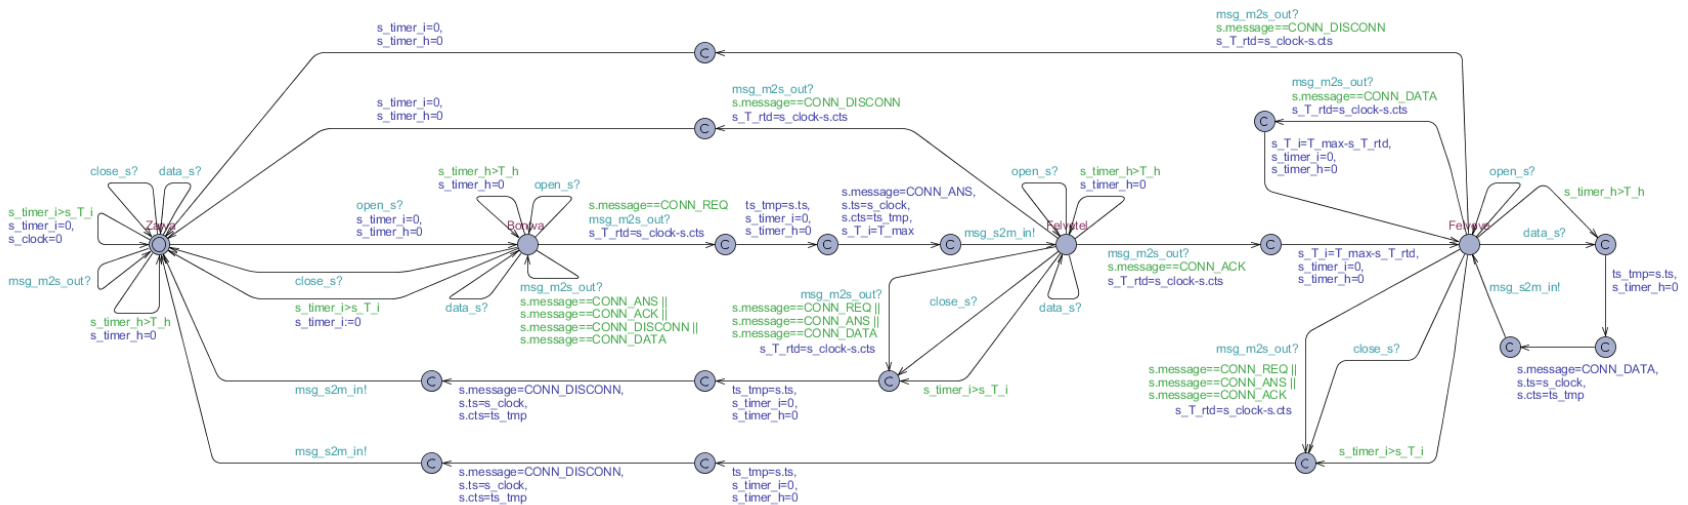 msg_m2s_out?
s.message==CONN_DISCONN
s_T_rtd=s_clock-s.cts
s_timer_i=0,
s_timer_h=0
C
msg_m2s_out?
s.message==CONN_DISCONN
s_T_rtd=s_clock-s.cts
s_timer_i=0,
s_timer_h=0
C
msg_m2s_out?
s.message==CONN_DATA
s_T_rtd=s_clock-s.cts
C
s_T_i=T_max-s_T_rtd,
s_timer_i=0,
s_timer_h=0
close_s?
data_s?
s_timer_i>s_T_i
s_timer_i=0,
s_clock=0
msg_m2s_out?
s_timer_h>T_h
s_timer_h=0
open_s?
s_timer_i=0,
s_timer_h=0
close_s?
s_timer_i>s_T_i
s_timer_i:=0
s_timer_h>T_h
s_timer_h=0
open_s?
data_s?
msg_m2s_out?
s.message==CONN_ANS ||
s.message==CONN_ACK ||
s.message==CONN_DISCONN ||
s.message==CONN_DATA
s.message==CONN_REQ
msg_m2s_out?
s_T_rtd=s_clock-s.cts
C
ts_tmp=s.ts,
s_timer_i=0,
s_timer_h=0
C
s.message=CONN_ANS,
s.ts=s_clock,
s.cts=ts_tmp,
s_T_i=T_max
C
msg_s2m_in!
open_s?
s_timer_h>T_h
s_timer_h=0
data_s?
msg_m2s_out?
s.message==CONN_ACK
s_T_rtd=s_clock-s.cts
C
s_T_i=T_max-s_T_rtd,
s_timer_i=0,
s_timer_h=0
open_s?
s_timer_h>T_h
data_s?
C
ts_tmp=s.ts,
s_timer_h=0
C
s.message=CONN_DATA,
s.ts=s_clock,
s.cts=ts_tmp
C
msg_s2m_in!
msg_m2s_out?
s.message==CONN_REQ ||
s.message==CONN_ANS ||
s.message==CONN_DATA
s_T_rtd=s_clock-s.cts
close_s?
s_timer_i>s_T_i
C
ts_tmp=s.ts,
s_timer_i=0,
s_timer_h=0
C
s.message=CONN_DISCONN,
s.ts=s_clock,
s.cts=ts_tmp
C
msg_s2m_in!
msg_m2s_out?
s.message==CONN_REQ ||
s.message==CONN_ANS ||
s.message==CONN_ACK
s_T_rtd=s_clock-s.cts
close_s?
s_timer_i>s_T_i
C
ts_tmp=s.ts,
s_timer_i=0,
s_timer_h=0
C
s.message=CONN_DISCONN,
s.ts=s_clock,
s.cts=ts_tmp
C
msg_s2m_in!